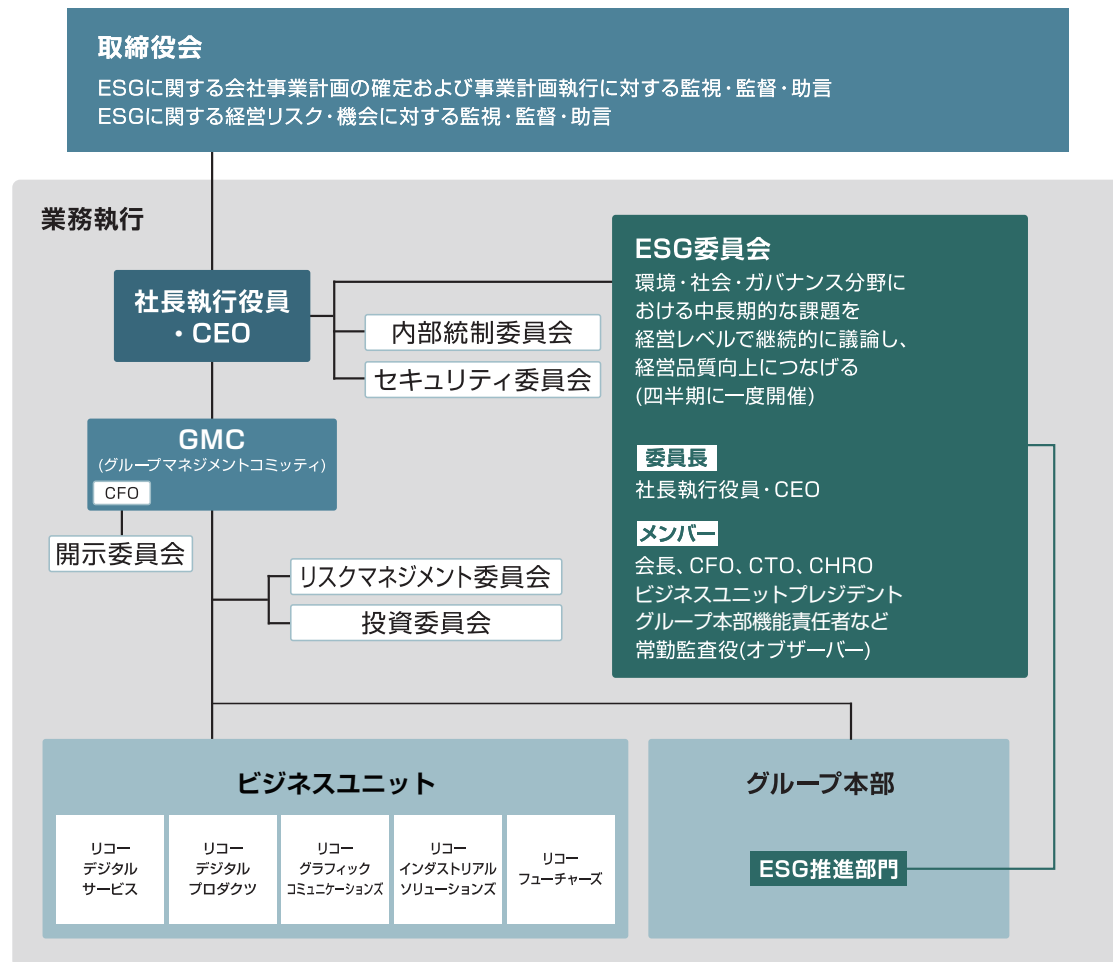 取締役会
ESGに関する会社事業計画の確定および事業計画執行に対する監視・監督・助言
ESGに関する経営リスク・機会に対する監視・監督・助言
業務執行
社長執行役員
・CEO
内部統制委員会
セキュリティ委員会
GMC
(グループマネジメントコミッティ)
CFO
開示委員会
リスクマネジメント委員会
投資委員会
ESG委員会
環境・社会・ガバナンス分野に
おける中長期的な課題を
経営レベルで継続的に議論し、
経営品質向上につなげる
(四半期に一度開催)
委員長
社長執行役員・CEO
メンバー
会長、CFO、CTO、CHRO
ビジネスユニットプレジデント
グループ本部機能責任者など
常勤監査役(オブザーバー)
ビジネスユニット
リコー
デジタル
サービス
リコー
デジタル
プロダクツ
リコー
グラフィック
コミュニケーションズ
リコー
インダストリアル
ソリューションズ
リコー
フューチャーズ
グループ本部
ESG推進部門